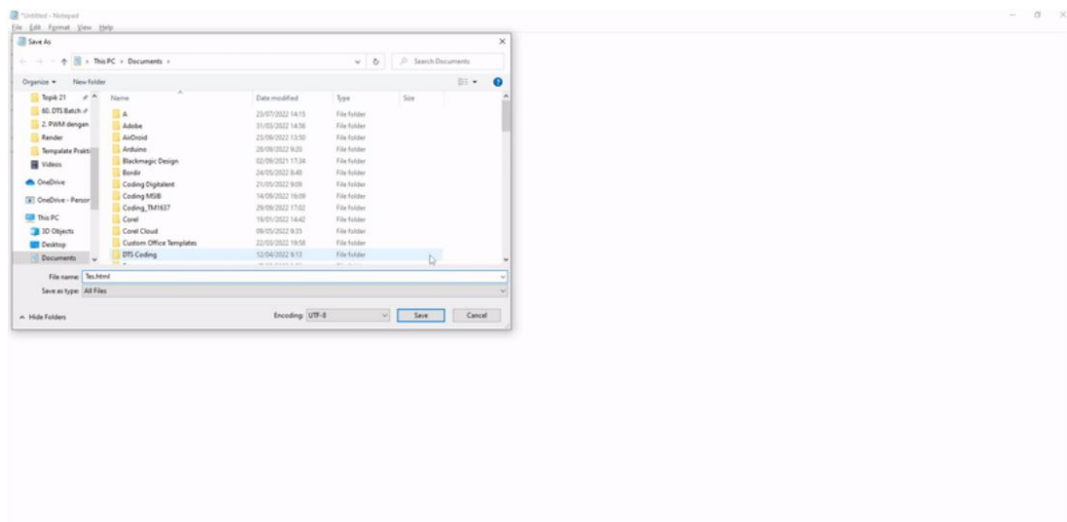 *Untitled - Notepad
File Edit Format View Help
Save As
This PC > Documents >
Search Documents
Organize New folder
Name Date modified Type Size
Topik 21
60. DTS Batch
2. PWM dengan
Render
Tempalate Prakti
Videos
OneDrive
OneDrive - Person
This PC
3D Objects
Desktop
Documents
A 23/07/2022 14:15 File folder
Adobe 31/03/2022 14:36 File folder
AirDroid 23/09/2022 13:50 File folder
Arduino 28/09/2022 9:20 File folder
Blackmagic Design 02/09/2021 17:34 File folder
Bordir 24/05/2022 8:48 File folder
Coding Digitalent 21/05/2022 9:09 File folder
Coding MSIB 14/09/2022 16:09 File folder
Coding_TM1637 29/09/2022 17:02 File folder
Corel 18/01/2022 14:42 File folder
Corel Cloud 09/05/2022 9:35 File folder
Custom Office Templates 22/03/2022 19:58 File folder
DTS Coding 12/04/2022 9:13 File folder
File name: Tes.html
Save as type: All Files
Hide Folders Encoding: UTF-8 Save Cancel